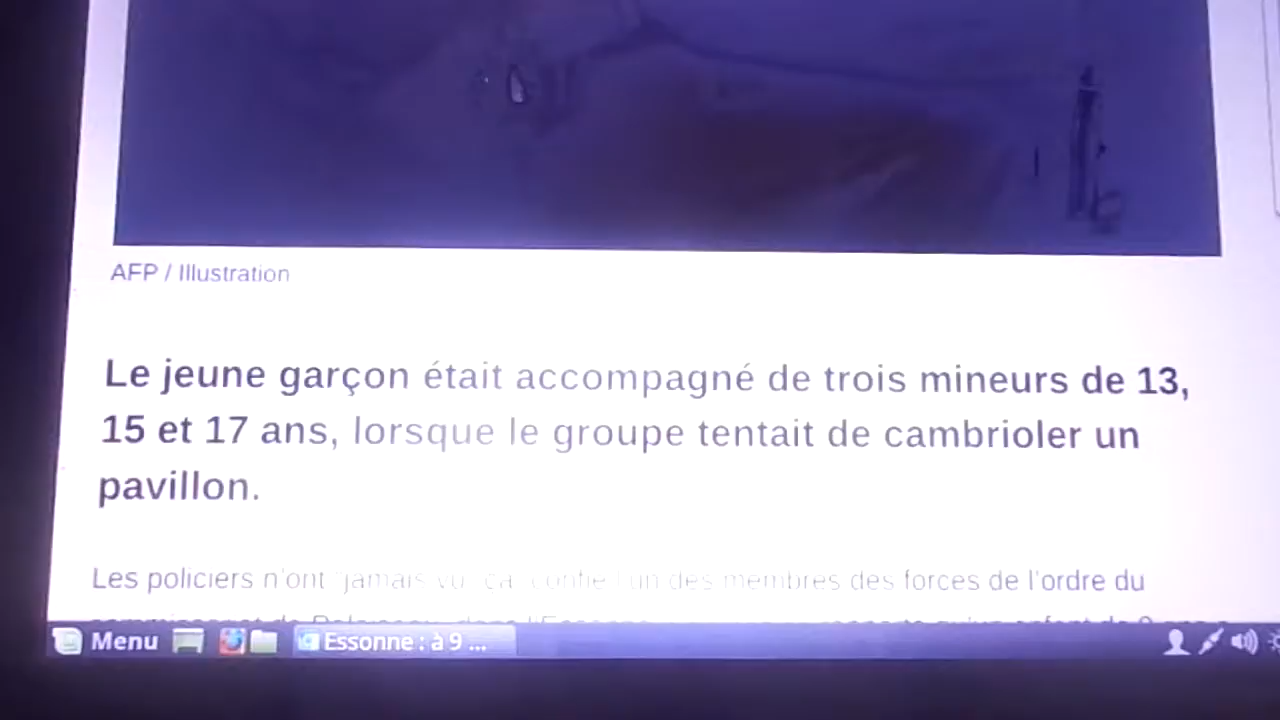 AFP / Illustration
Le jeune garçon était accompagné de trois mineurs de 13,
15 et 17 ans, lorsque le groupe tentait de cambrioler un
pavillon.
Les policiers n'ont "jamais vu ça" confie l'un des membres des forces de l'ordre du
Menu
Essonne : à 9 ...